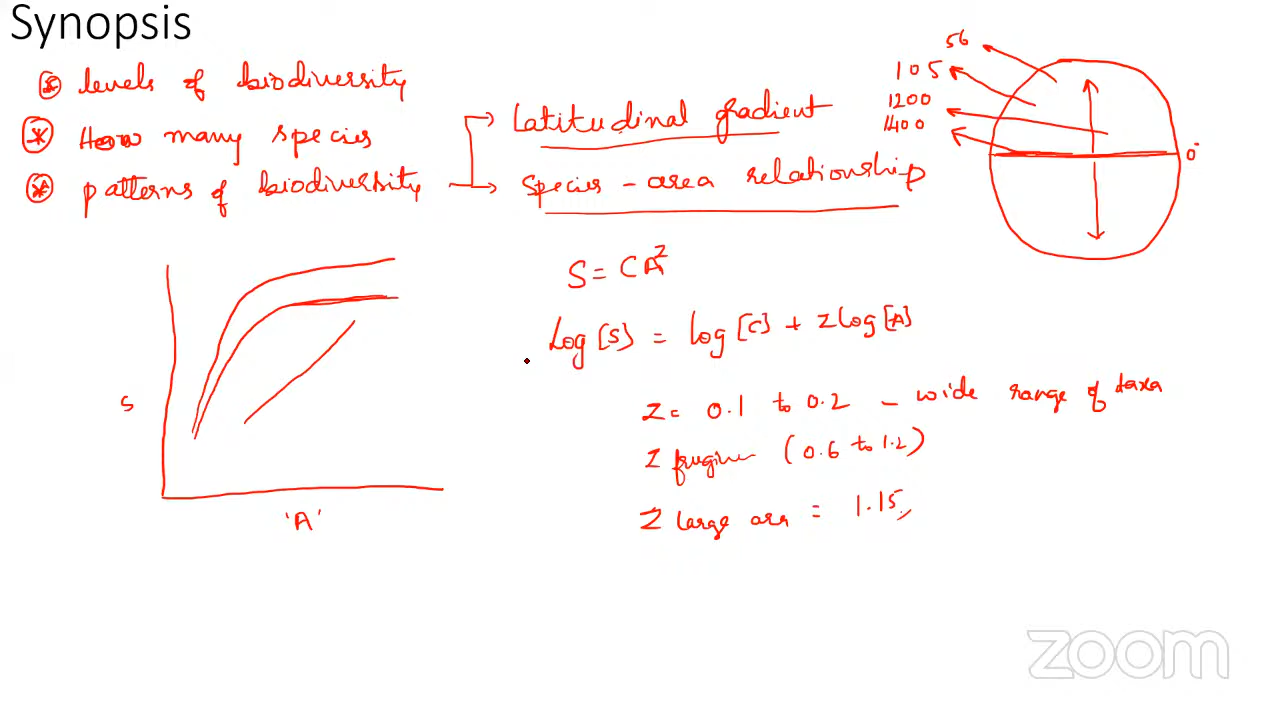 Synopsis
levels of biodiversity
How many species
patterns of biodiversity
Latitudinal gradient
species - area relationship
56
105
1200
1400
0°
S = CA^Z
Log [S] = log [C] + Z log [A]
Z = 0.1 to 0.2 - wide range of taxa
Z (0.6 to 1.2)
Z large = 1.15
S
'A'
zoom